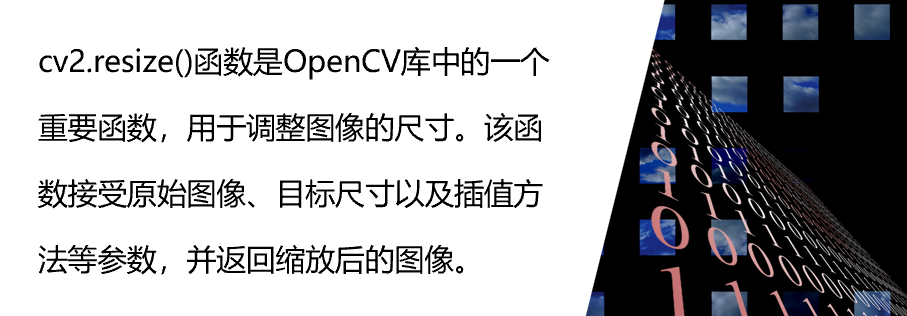 cv2.resize()函数是OpenCV库中的一个
重要函数，用于调整图像的尺寸。该函
数接受原始图像、目标尺寸以及插值方
法等参数，并返回缩放后的图像。